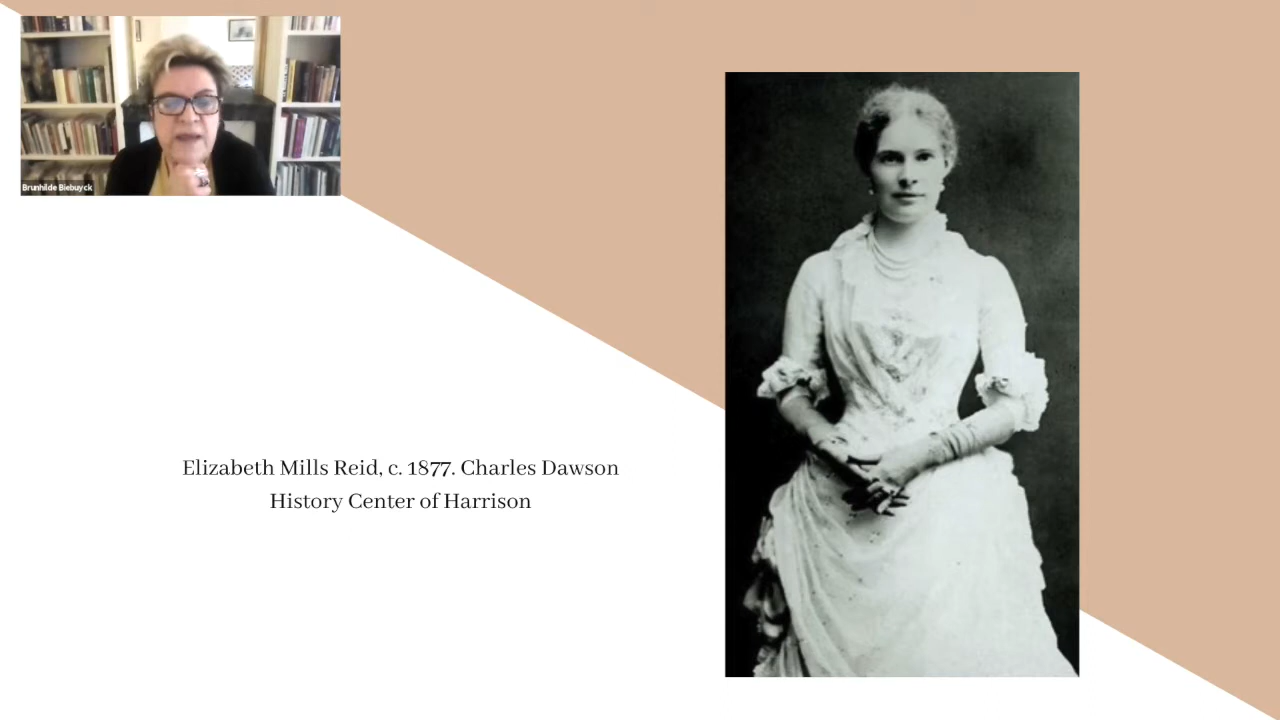 Brunhilde Biebuyck
Elizabeth Mills Reid, c. 1877. Charles Dawson
History Center of Harrison